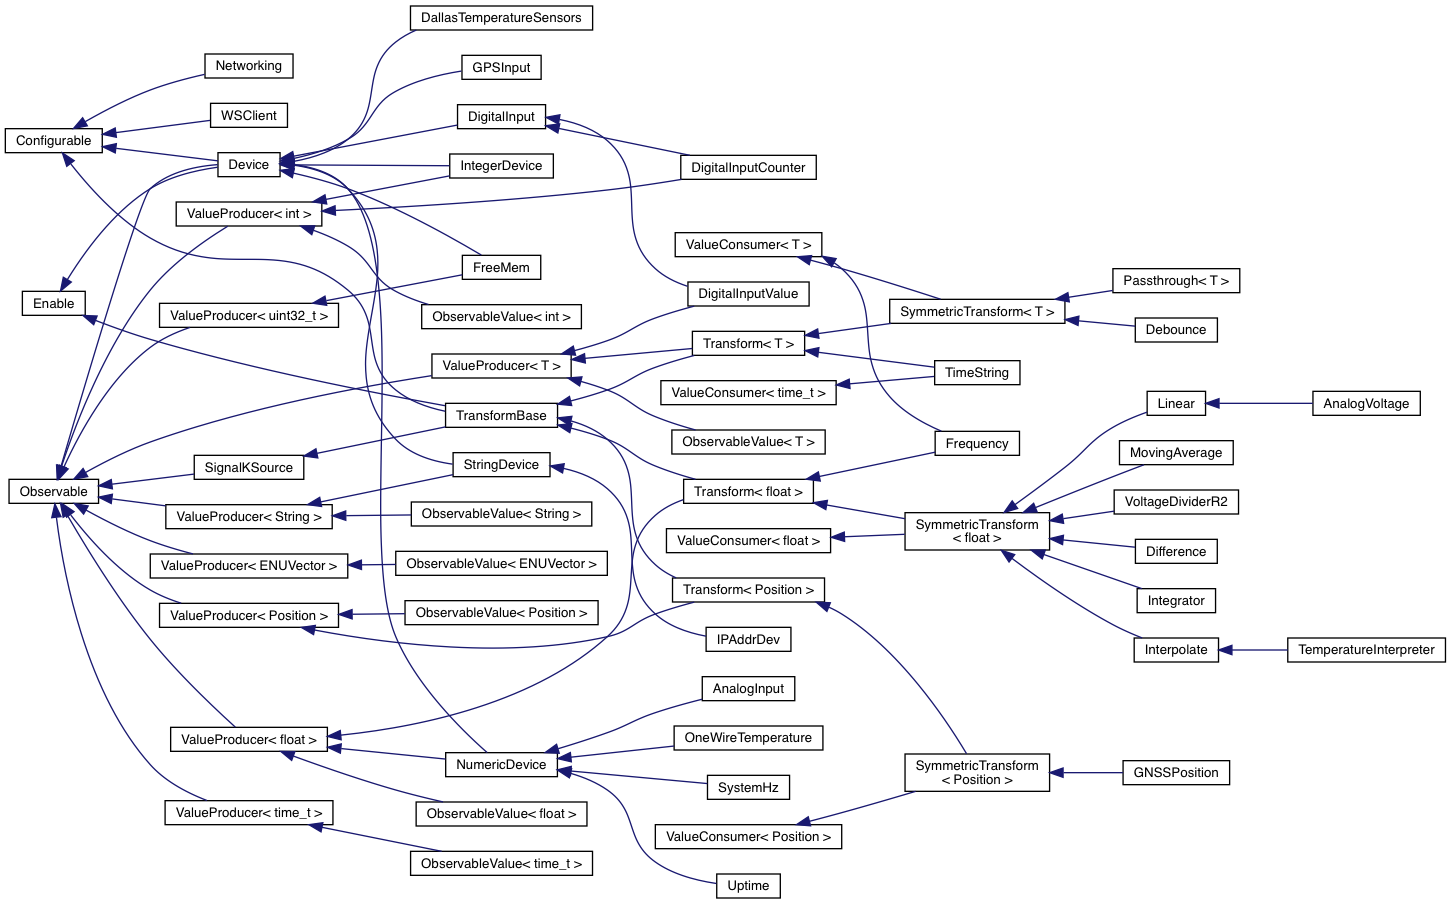 DallasTemperatureSensors
Networking
GPSInput
WSClient
DigitalInput
Configurable
Device
IntegerDevice
DigitalInputCounter
ValueProducer< int >
ValueConsumer< T >
FreeMem
Passthrough< T >
Enable
DigitalInputValue
ValueProducer< uint32_t >
ObservableValue< int >
SymmetricTransform< T >
Debounce
Transform< T >
ValueProducer< T >
TimeString
ValueConsumer< time_t >
Linear
AnalogVoltage
TransformBase
ObservableValue< T >
Frequency
MovingAverage
SignalKSource
StringDevice
Observable
Transform< float >
VoltageDividerR2
ValueProducer< String >
ObservableValue< String >
SymmetricTransform
< float >
ValueConsumer< float >
Difference
ValueProducer< ENUVector >
ObservableValue< ENUVector >
Transform< Position >
Integrator
ValueProducer< Position >
ObservableValue< Position >
IPAddrDev
Interpolate
TemperatureInterpreter
AnalogInput
ValueProducer< float >
OneWireTemperature
NumericDevice
SymmetricTransform
< Position >
GNSSPosition
SystemHz
ValueProducer< time_t >
ObservableValue< float >
ValueConsumer< Position >
ObservableValue< time_t >
Uptime